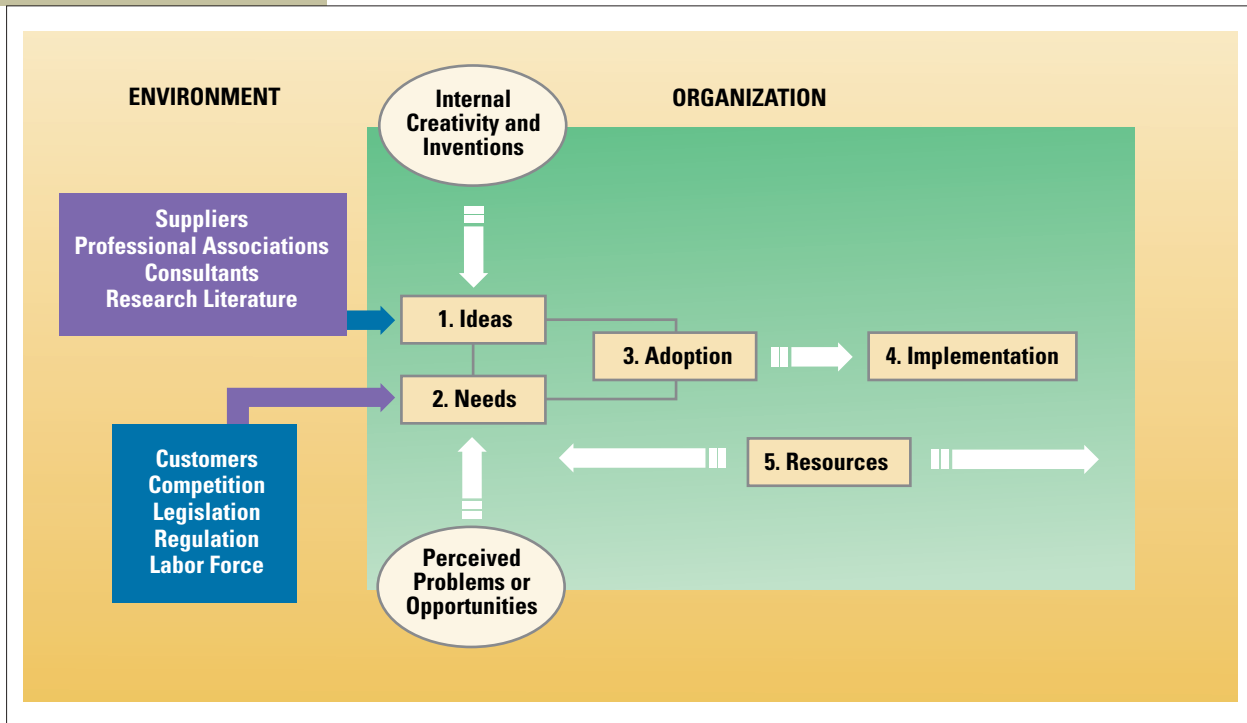 ENVIRONMENT
ORGANIZATION
Internal
Creativity and
Inventions
Suppliers
Professional Associations
Consultants
Research Literature
1. Ideas
2. Needs
3. Adoption
4. Implementation
5. Resources
Customers
Competition
Legislation
Regulation
Labor Force
Perceived
Problems or
Opportunities